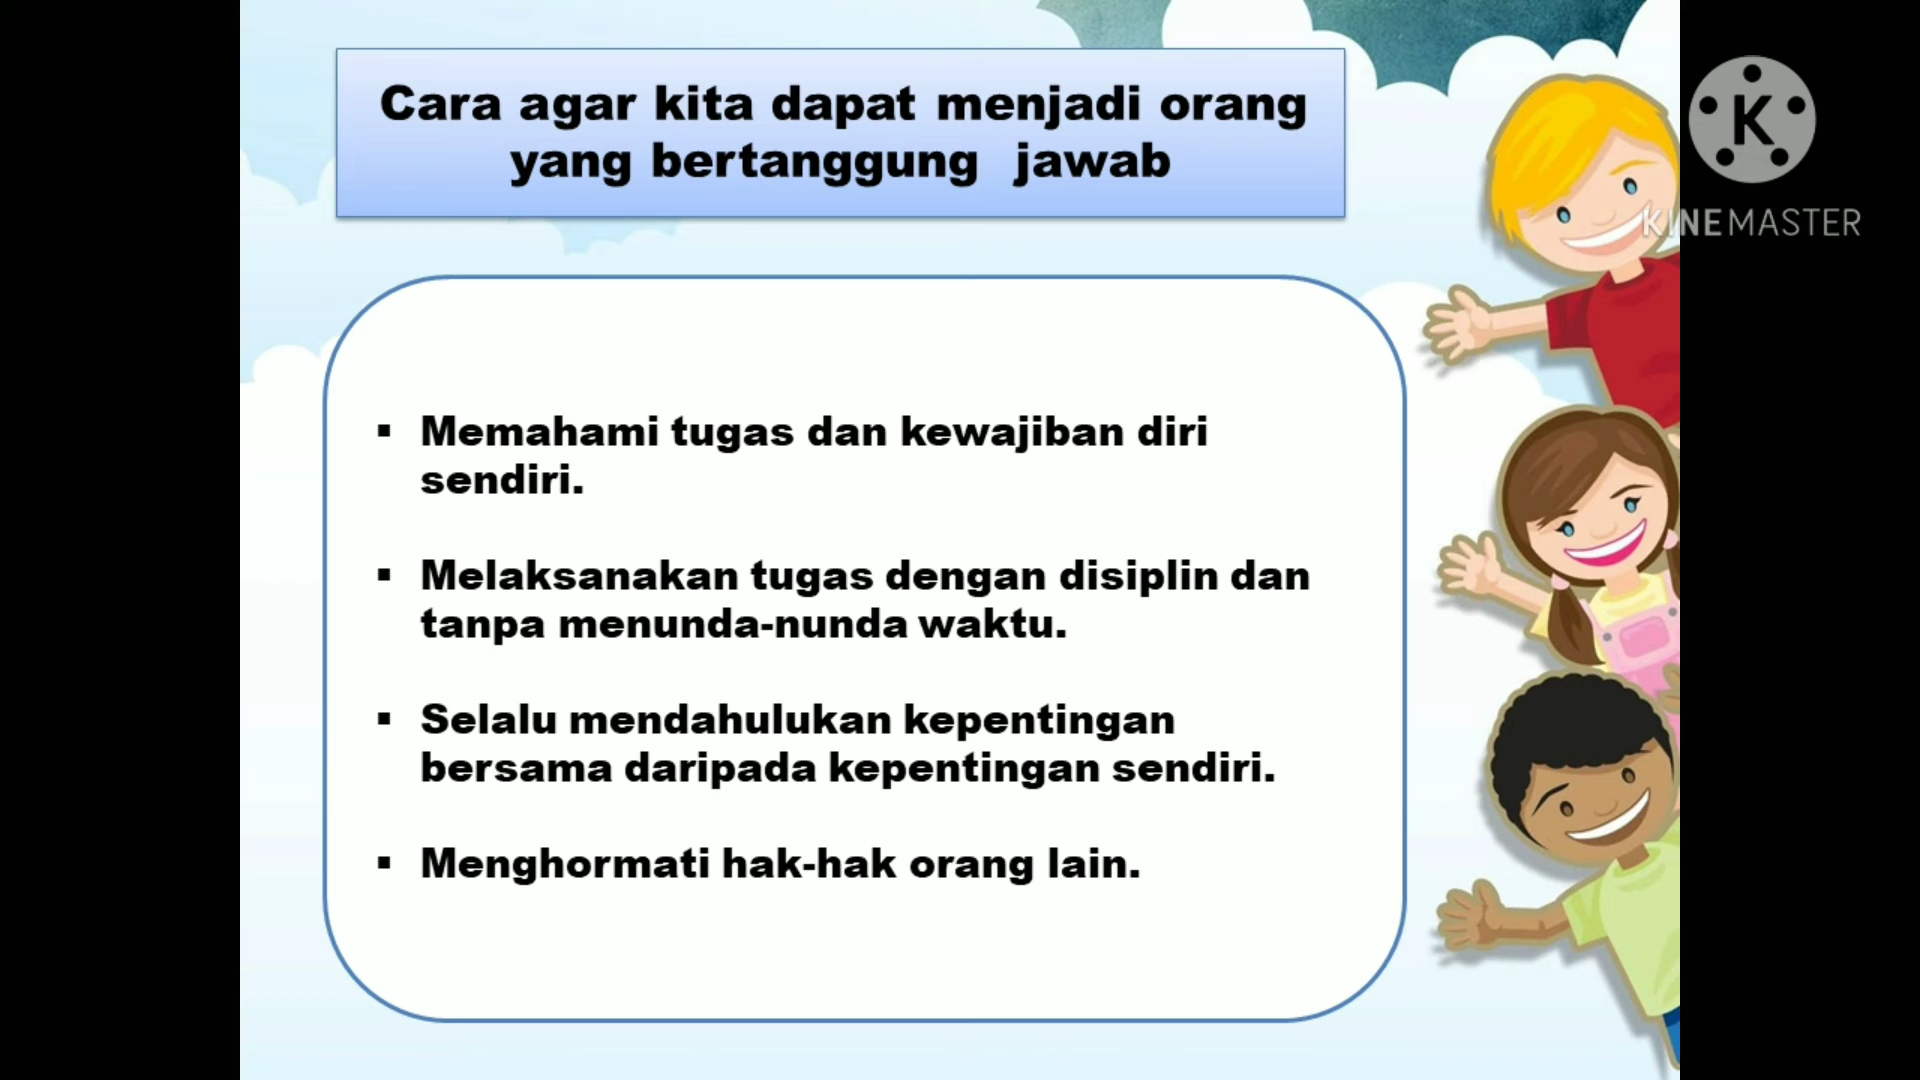 Cara agar kita dapat menjadi orang
yang bertanggung jawab
K
KINEMASTER
▪ Memahami tugas dan kewajiban diri
sendiri.
▪ Melaksanakan tugas dengan disiplin dan
tanpa menunda-nunda waktu.
▪ Selalu mendahulukan kepentingan
bersama daripada kepentingan sendiri.
▪ Menghormati hak-hak orang lain.